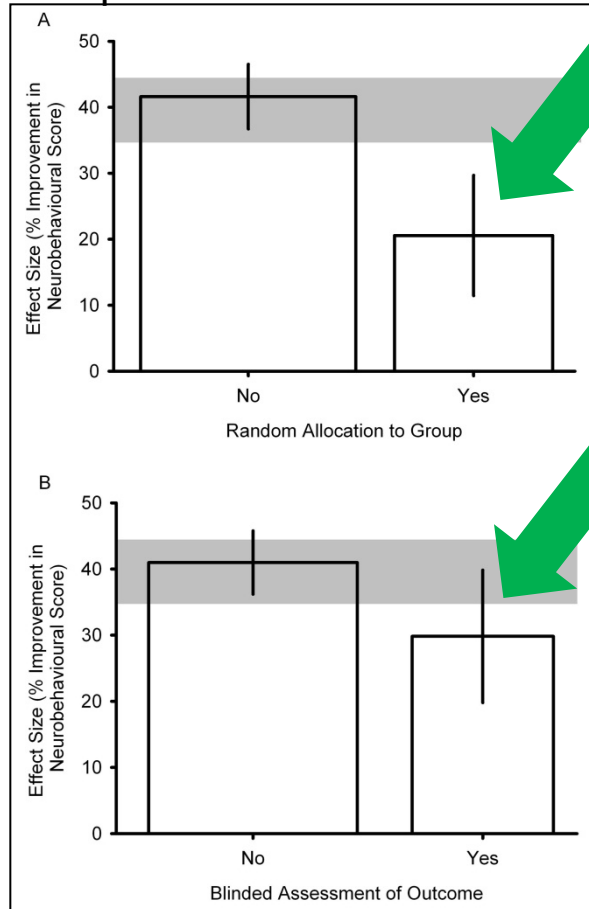 A
50
40
30
20
10
0
Effect Size (% Improvement in
Neurobehavioural Score)
No Yes
Random Allocation to Group
B
50
40
30
20
10
0
Effect Size (% Improvement in
Neurobehavioural Score)
No Yes
Blinded Assessment of Outcome